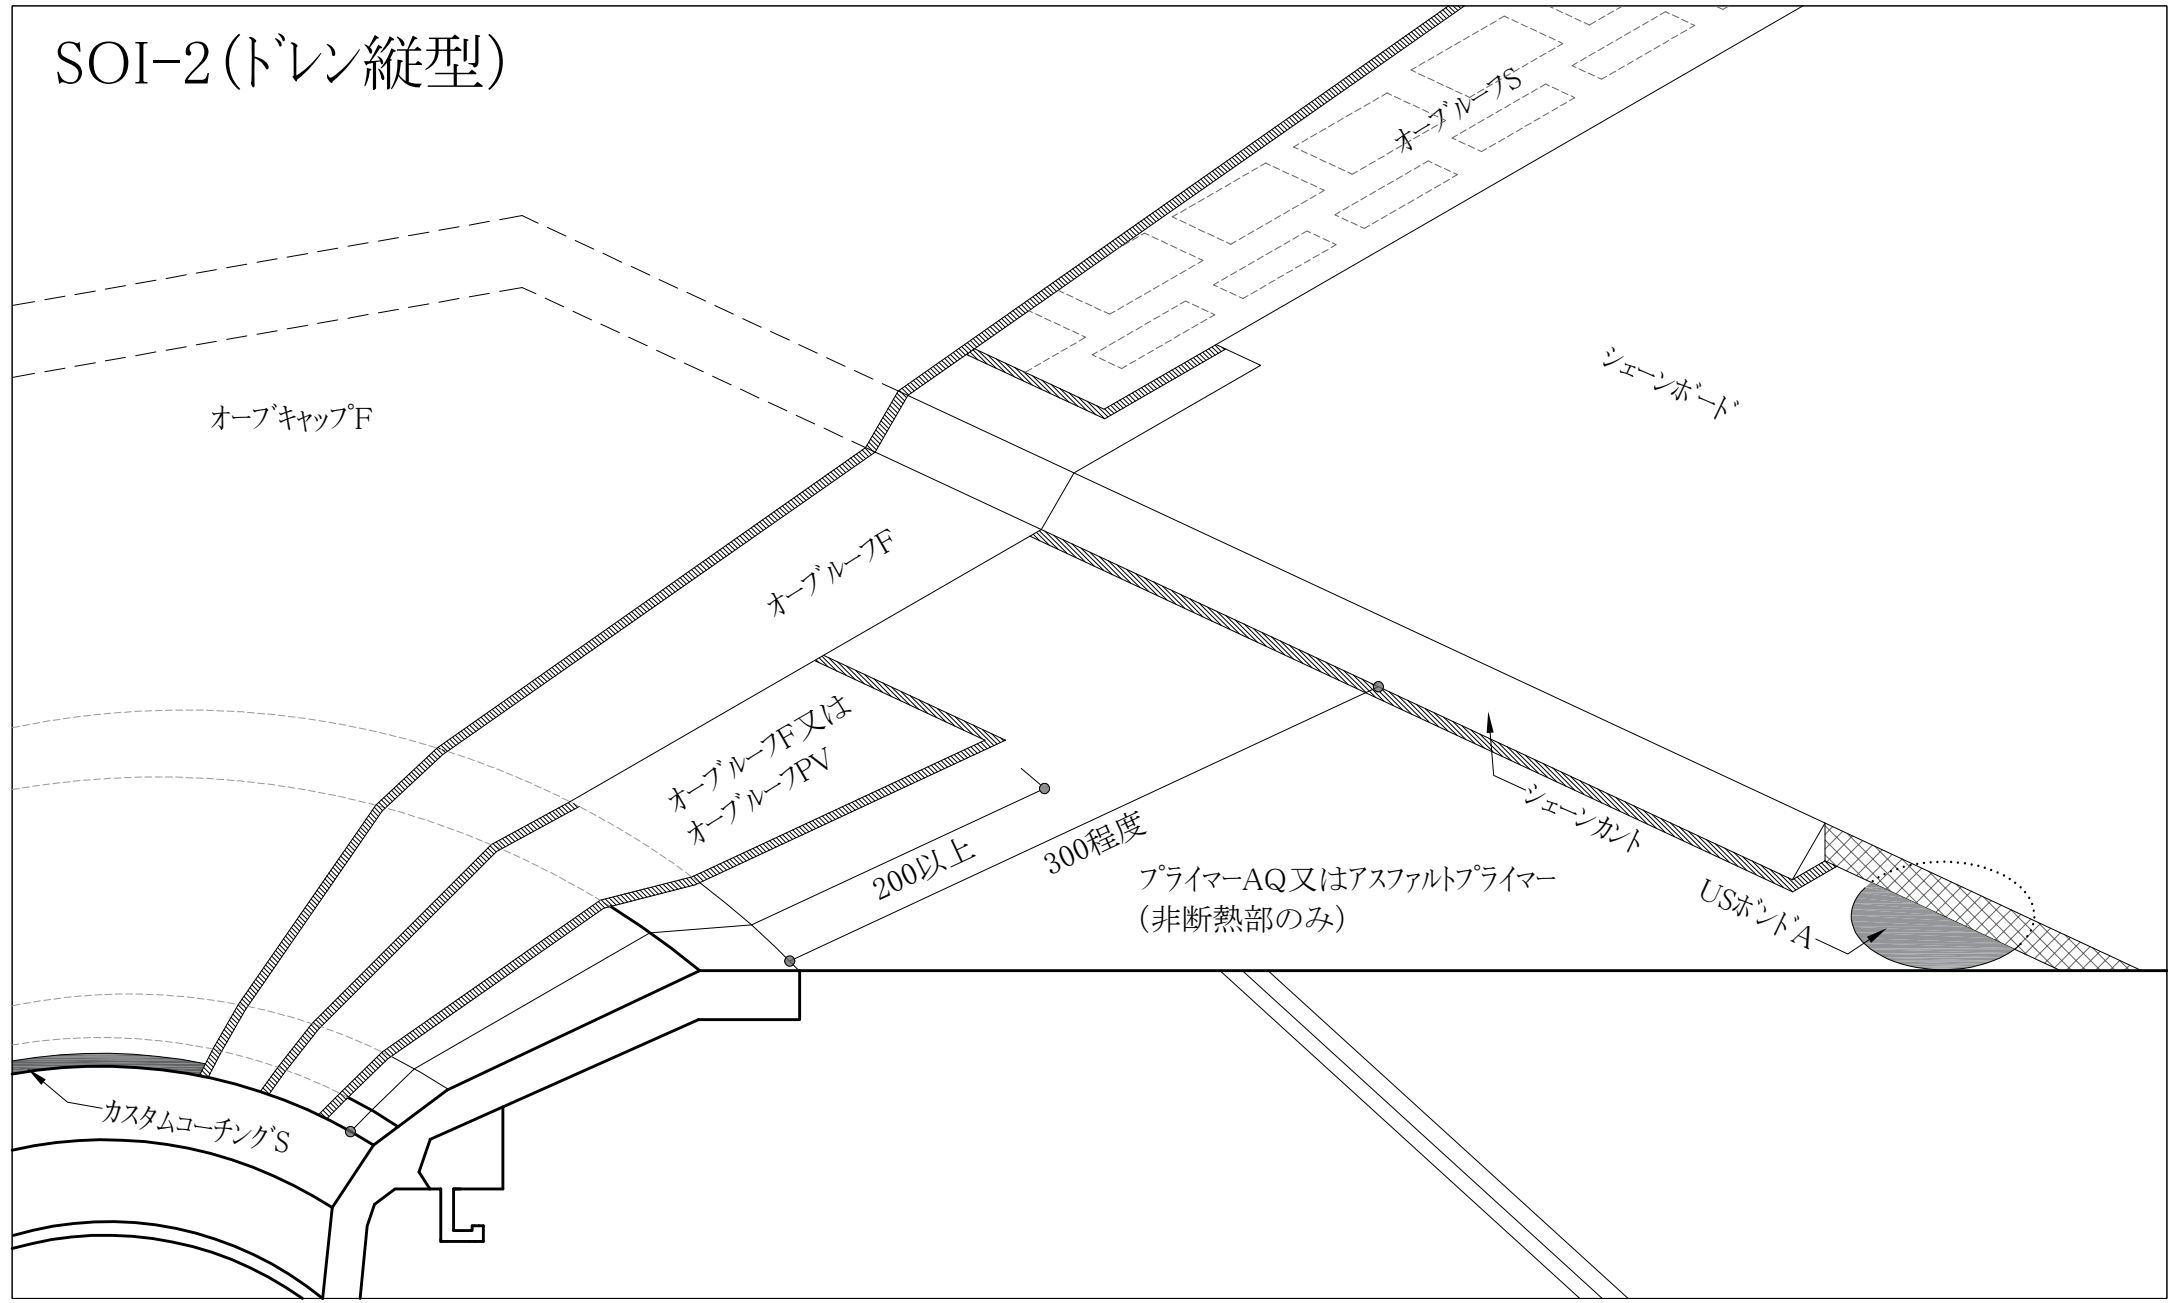 SOI-2(ドレン縦型)
オーブルーフS
シェーンボード
オーブキャップF
オーブルーフF
オーブルーフF又は
オーブルーフPV
シェーンカント
200以上
300程度
プライマーAQ又はアスファルトプライマー
(非断熱部のみ)
USボンドA
カスタムコーチングS